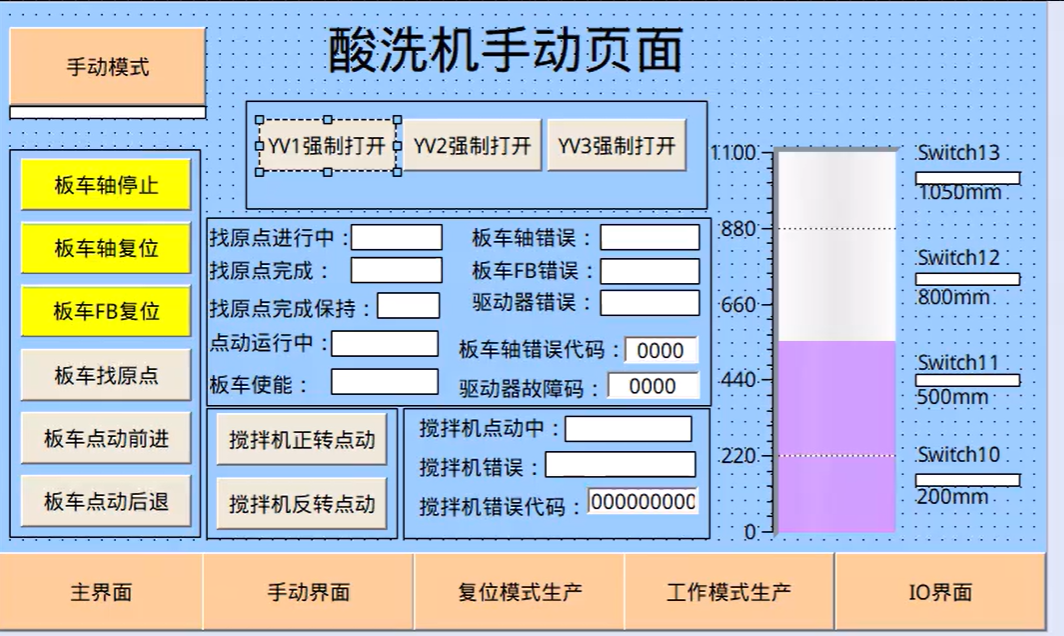 酸洗机手动页面
手动模式
YV1强制打开 YV2强制打开 YV3强制打开
板车轴停止
板车轴复位
板车FB复位
板车找原点
板车点动前进
板车点动后退
找原点进行中：
找原点完成：
找原点完成保持：
点动运行中：
板车使能：
板车轴错误：
板车FB错误：
驱动器错误：
板车轴错误代码： 0000
驱动器故障码： 0000
搅拌机正转点动
搅拌机反转点动
搅拌机点动中：
搅拌机错误：
搅拌机错误代码： 000000000
1100
880
660
440
220
0
Switch13
1050mm
Switch12
800mm
Switch11
500mm
Switch10
200mm
主界面 手动界面 复位模式生产 工作模式生产 IO界面